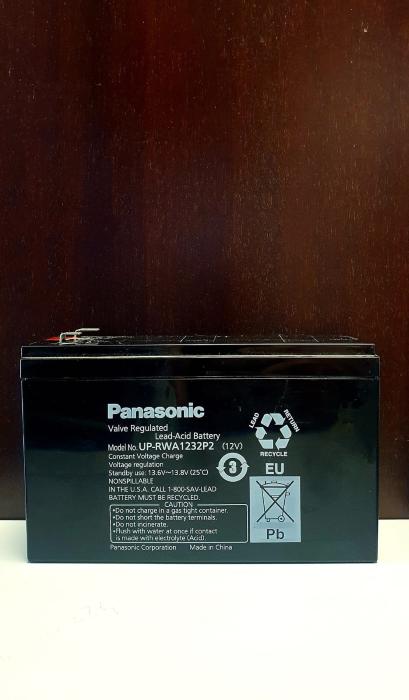 Panasonic
Valve Regulated
Lead-Acid Battery
Model No. UP-RWA1232P2 (12V)
Constant Voltage Charge
Voltage regulation
Standby use: 13.6V~13.8V (25°C)
NONSPILLABLE
IN THE U.S.A. CALL 1-800-SAV-LEAD
BATTERY MUST BE RECYCLED.
CAUTION
•Do not charge in a gas tight container.
•Do not short the battery terminals.
•Do not incinerate.
•Flush with water at once if contact
is made with electrolyte (Acid).
Panasonic Corporation Made in China
3
LEAD
RETURN
RECYCLE
EU
Pb